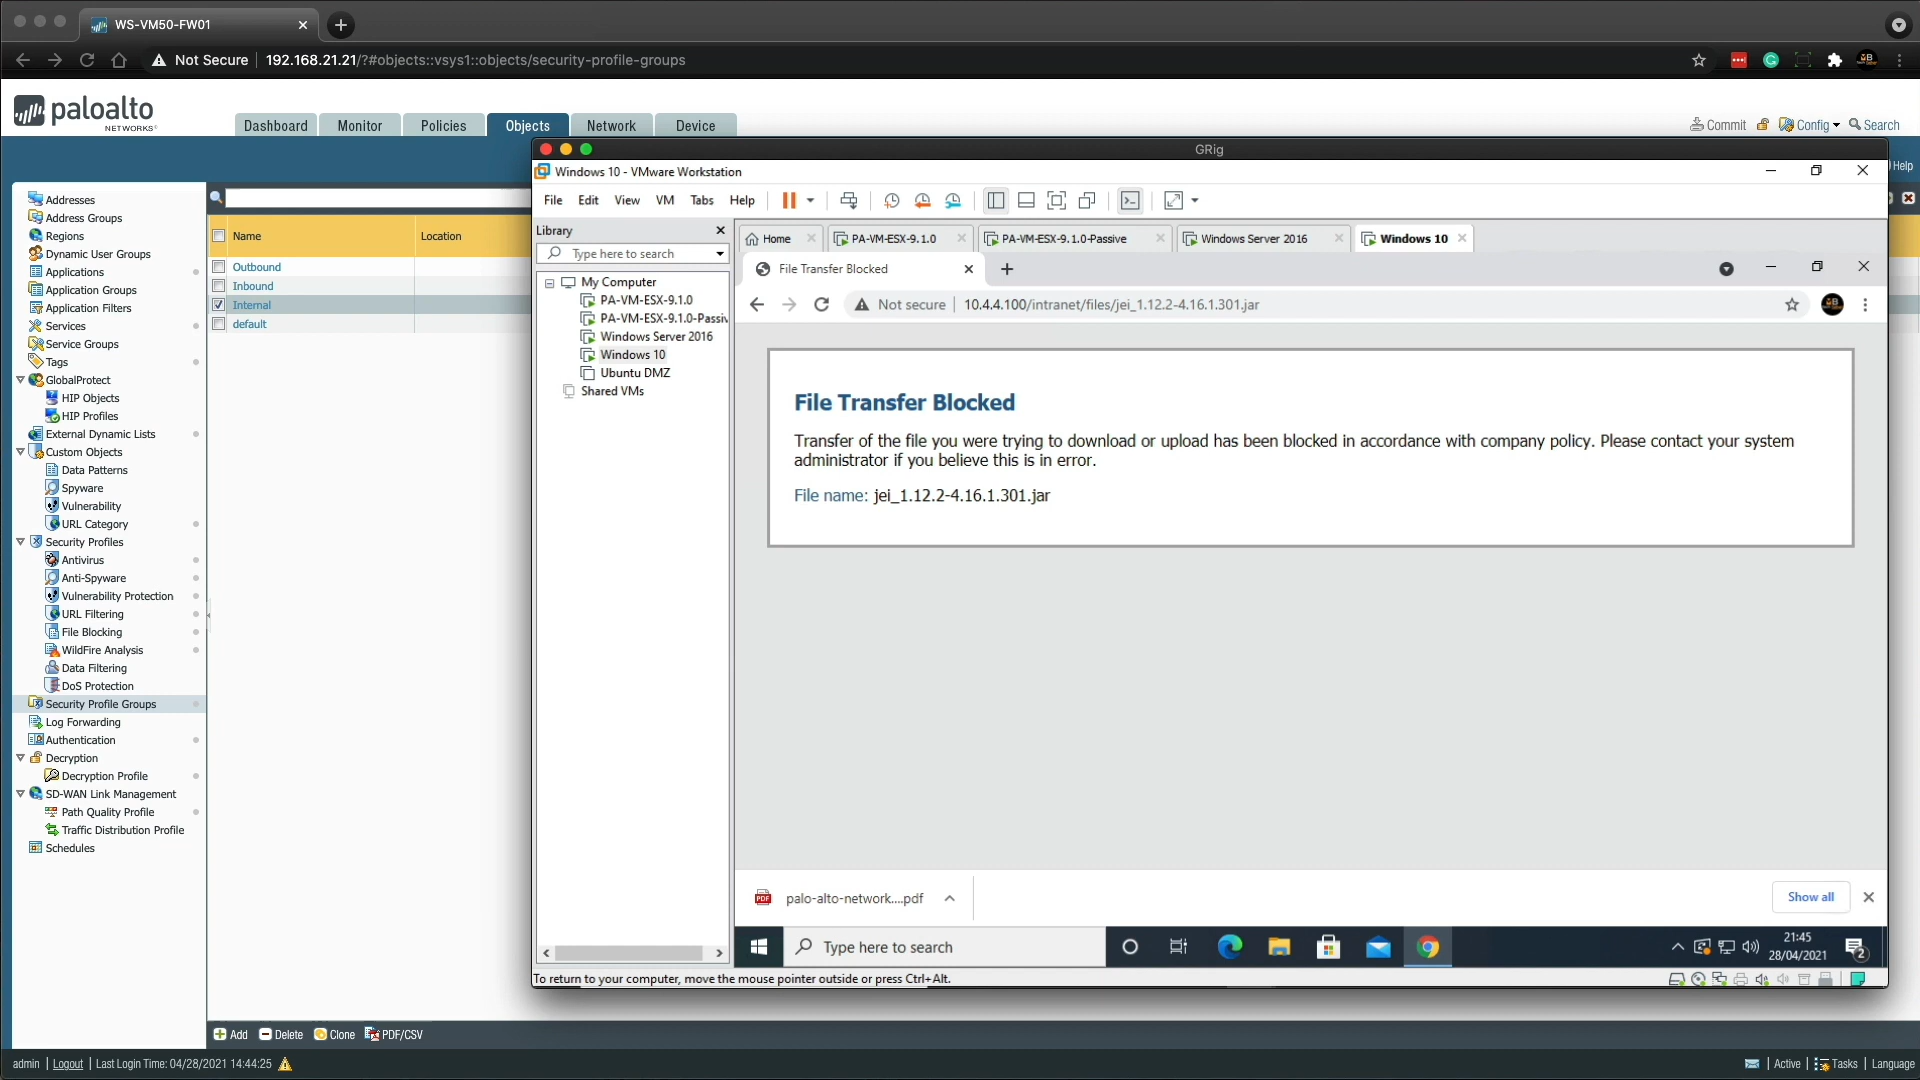 WS-VM50-FW01
Not Secure 192.168.21.21/?#objects::vsys1::objects/security-profile-groups
paloalto
NETWORKS
Dashboard Monitor Policies Objects Network Device
Commit Config Search
Help
Addresses
Address Groups
Regions
Dynamic User Groups
Applications
Application Groups
Application Filters
Services
Service Groups
Tags
GlobalProtect
HIP Objects
HIP Profiles
External Dynamic Lists
Custom Objects
Data Patterns
Spyware
Vulnerability
URL Category
Security Profiles
Antivirus
Anti-Spyware
Vulnerability Protection
URL Filtering
File Blocking
WildFire Analysis
Data Filtering
DoS Protection
Security Profile Groups
Log Forwarding
Authentication
Decryption
Decryption Profile
SD-WAN Link Management
Path Quality Profile
Traffic Distribution Profile
Schedules
Name Location
Outbound
Inbound
Internal
default
GRig
Windows 10 - VMware Workstation
File Edit View VM Tabs Help
Library
Type here to search
My Computer
PA-VM-ESX-9.1.0
PA-VM-ESX-9.1.0-Passiv
Windows Server 2016
Windows 10
Ubuntu DMZ
Shared VMs
Home PA-VM-ESX-9.1.0 PA-VM-ESX-9.1.0-Passive Windows Server 2016 Windows 10
File Transfer Blocked
Not secure 10.4.4.100/intranet/files/jei_1.12.2-4.16.1.301.jar
File Transfer Blocked
Transfer of the file you were trying to download or upload has been blocked in accordance with company policy. Please contact your system
administrator if you believe this is in error.
File name: jei_1.12.2-4.16.1.301.jar
PDF palo-alto-network....pdf
Show all
Type here to search
21:45
28/04/2021
2
To return to your computer, move the mouse pointer outside or press Ctrl+Alt.
Add Delete Clone PDF/CSV
admin | Logout | Last Login Time: 04/28/2021 14:44:25
| Active | Tasks | Language